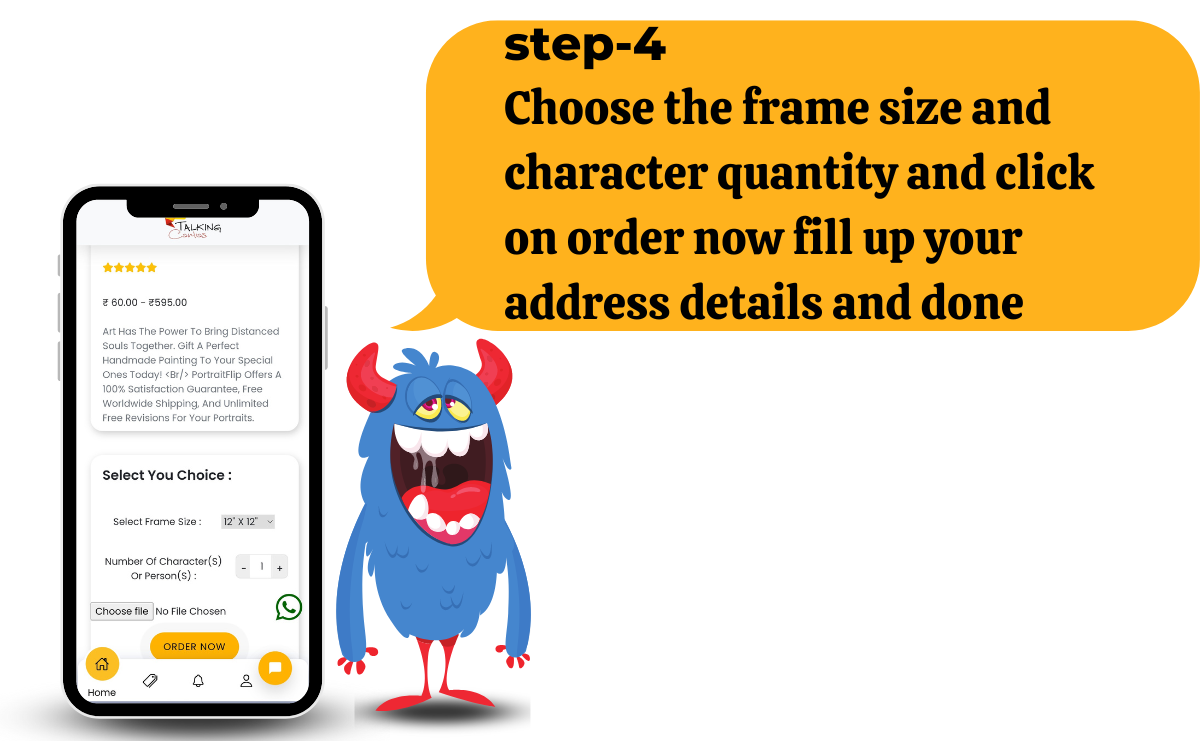 step-4
Choose the frame size and
character quantity and click
on order now fill up your
address details and done
TALKING
Canvas
₹ 60.00 - ₹595.00
Art Has The Power To Bring Distanced
Souls Together. Gift A Perfect
Handmade Painting To Your Special
Ones Today! <Br/> PortraitFlip Offers A
100% Satisfaction Guarantee, Free
Worldwide Shipping, And Unlimited
Free Revisions For Your Portraits.
Select You Choice :
Select Frame Size : 12" X 12"
Number Of Character(S)
Or Person(S) :
- 1 +
Choose file No File Chosen
ORDER NOW
Home